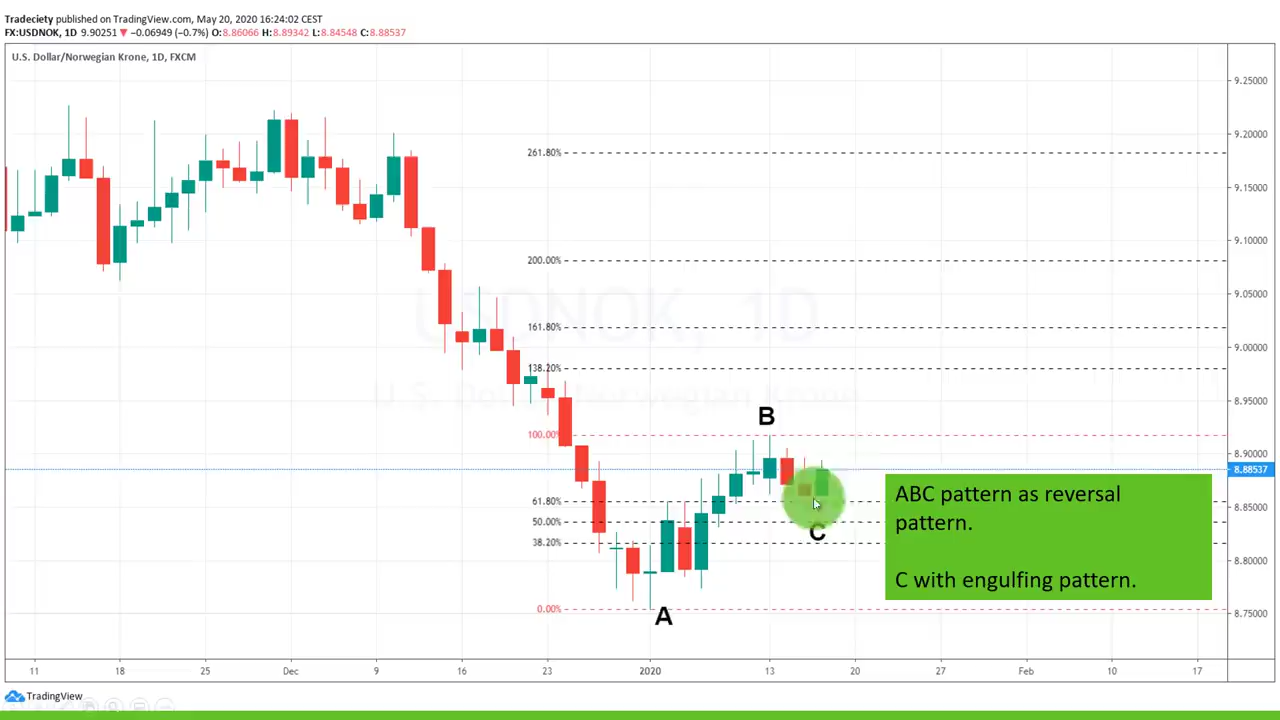 Tradeciety published on TradingView.com, May 20, 2020 16:24:02 CEST
FX:USDNOK, 1D 9.90251 ▼ −0.06949 (−0.7%) O:8.86066 H:8.89342 L:8.84548 C:8.88537
U.S. Dollar/Norwegian Krone, 1D, FXCM
9.25000
9.20000
261.80%
9.15000
9.10000
200.00%
9.05000
USDNOK, 1D
161.80%
9.00000
138.20%
U.S. Dollar/Norwegian Krone
8.95000
B
100.00%
8.90000
8.88537
ABC pattern as reversal
pattern.
C with engulfing pattern.
61.80%
8.85000
50.00%
C
38.20%
8.80000
0.00%
A
8.75000
11 18 25 Dec 9 16 23 2020 13 20 27 Feb 10 17
TradingView